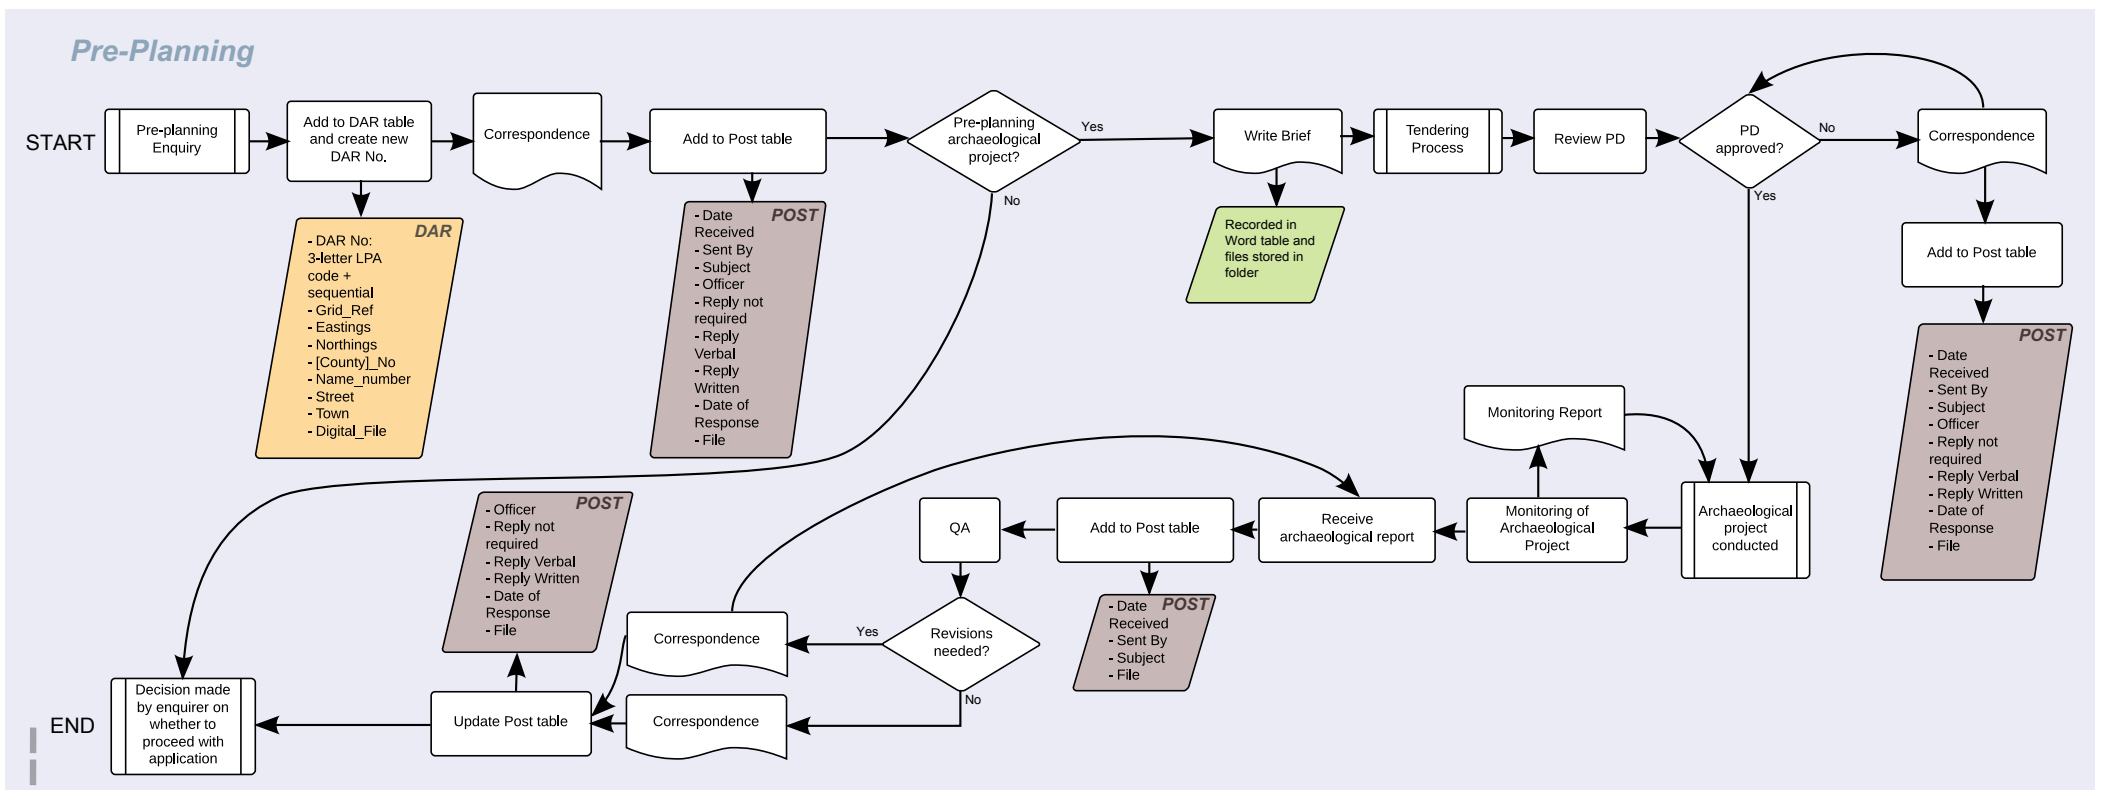 Pre-Planning
START
Pre-planning
Enquiry
Add to DAR table
and create new
DAR No.
Correspondence
Add to Post table
Pre-planning
archaeological
project?
Yes
No
Write Brief
Tendering
Process
Review PD
PD
approved?
No
Yes
Correspondence
DAR
- DAR No:
3-letter LPA
code +
sequential
- Grid_Ref
- Eastings
- Northings
- [County]_No
- Name_number
- Street
- Town
- Digital_File
POST
- Date
Received
- Sent By
- Subject
- Officer
- Reply not
required
- Reply
Verbal
- Reply
Written
- Date of
Response
- File
Recorded in
Word table and
files stored in
folder
Add to Post table
POST
- Date
Received
- Sent By
- Subject
- Officer
- Reply not
required
- Reply Verbal
- Reply Written
- Date of
Response
- File
Monitoring Report
Archaeological
project
conducted
Monitoring of
Archaeological
Project
Receive
archaeological report
Add to Post table
POST
- Date
Received
- Sent By
- Subject
- File
QA
Revisions
needed?
Yes
No
Correspondence
Correspondence
POST
- Officer
- Reply not
required
- Reply Verbal
- Reply Written
- Date of
Response
- File
Update Post table
END
Decision made
by enquirer on
whether to
proceed with
application